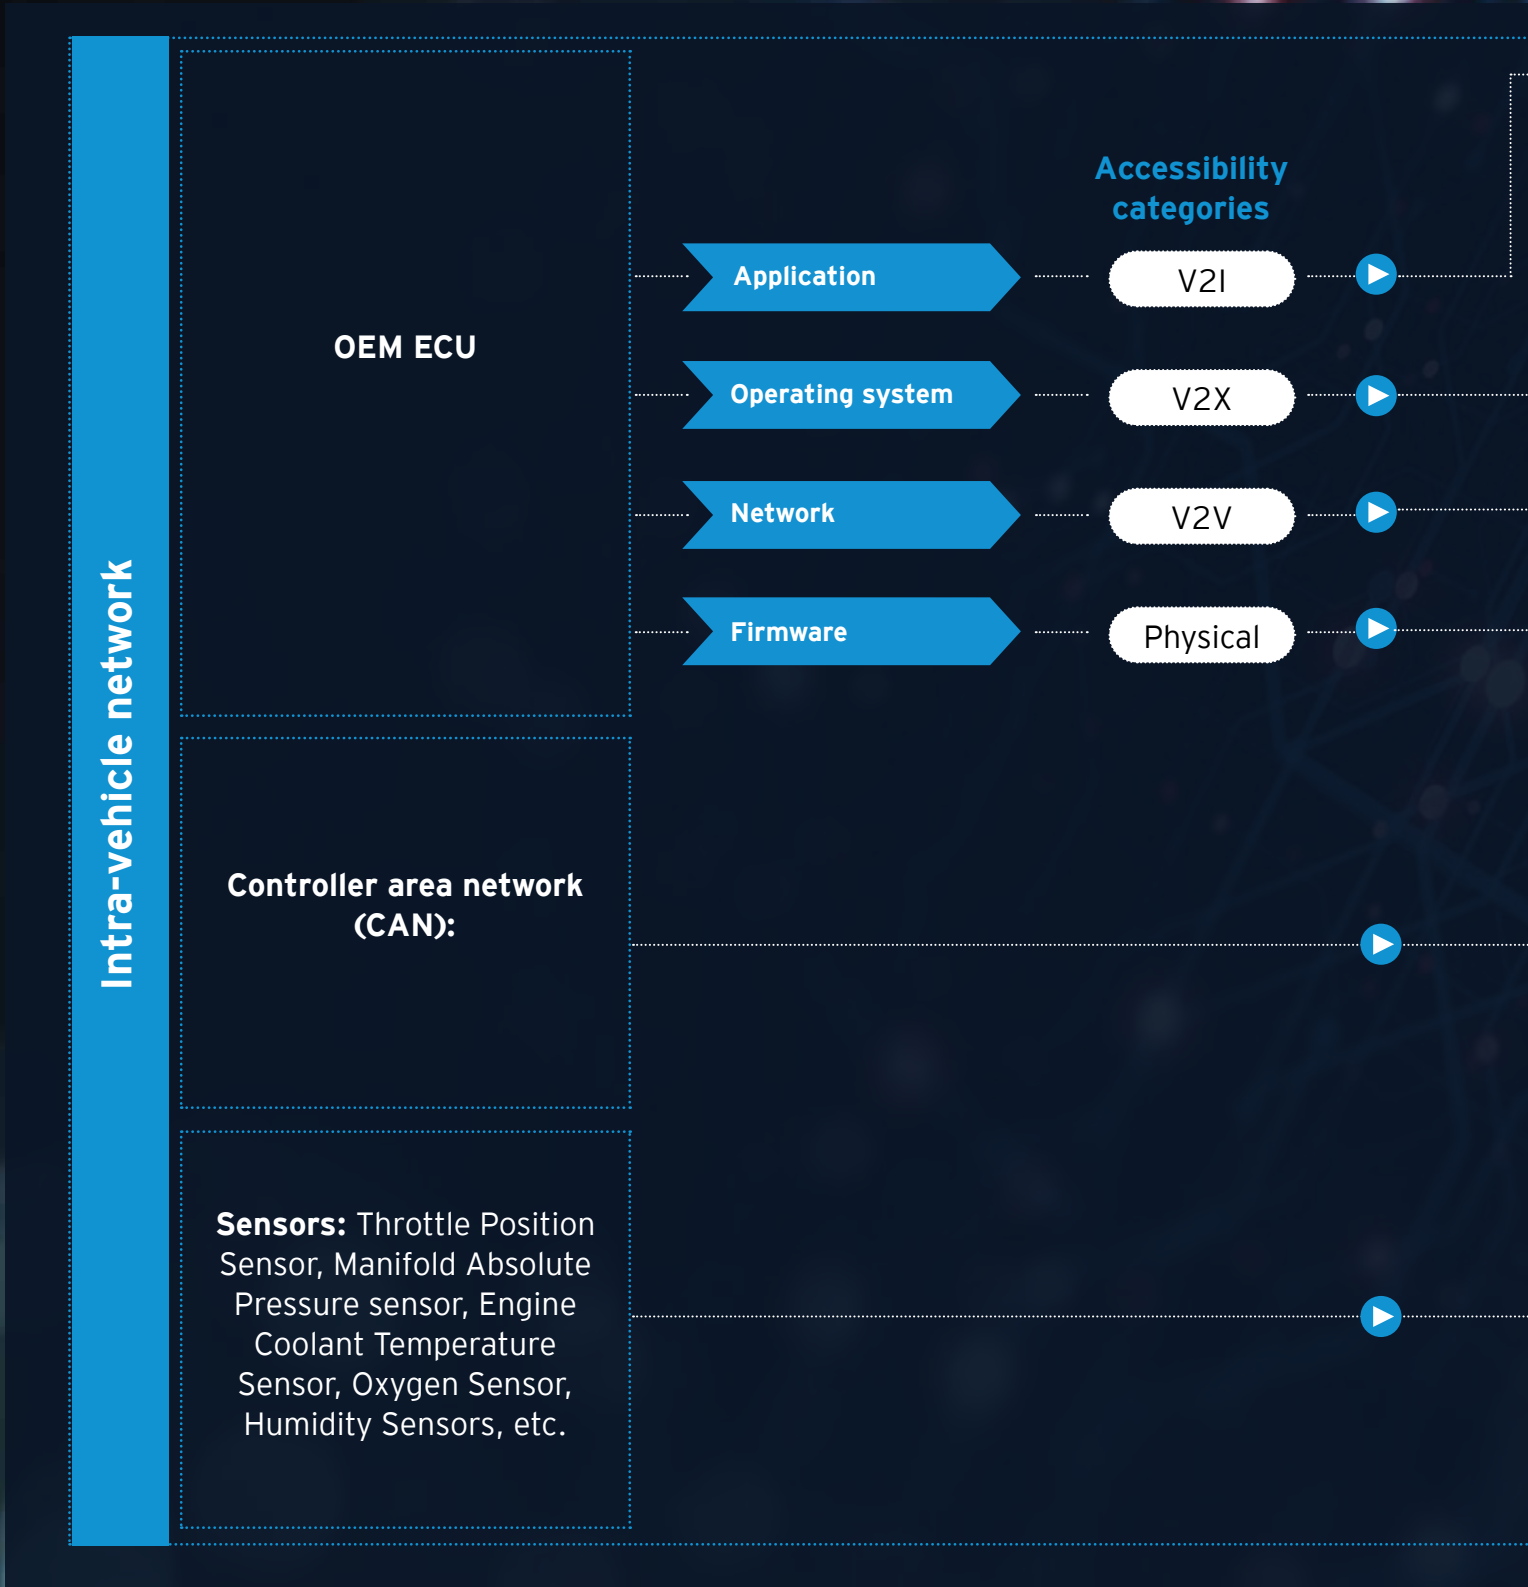 Intra-vehicle network
OEM ECU
Accessibility
categories
Application
V2I
Operating system
V2X
Network
V2V
Firmware
Physical
Controller area network
(CAN):
Sensors: Throttle Position
Sensor, Manifold Absolute
Pressure sensor, Engine
Coolant Temperature
Sensor, Oxygen Sensor,
Humidity Sensors, etc.